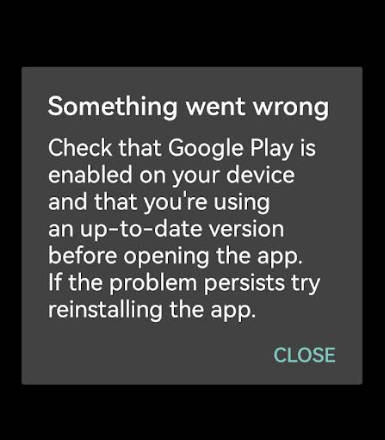 Something went wrong
Check that Google Play is
enabled on your device
and that you're using
an up-to-date version
before opening the app.
If the problem persists try
reinstalling the app.
CLOSE